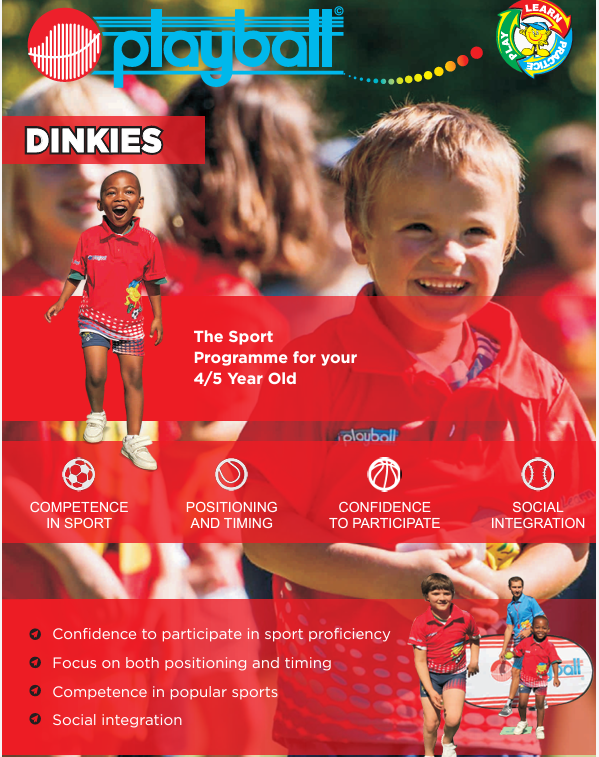 playball©
LEARN
PRACTICE
PLAY
DINKIES
The Sport
Programme for your
4/5 Year Old
playball
COMPETENCE
IN SPORT
POSITIONING
AND TIMING
CONFIDENCE
TO PARTICIPATE
SOCIAL
INTEGRATION
Confidence to participate in sport proficiency
Focus on both positioning and timing
Competence in popular sports
Social integration